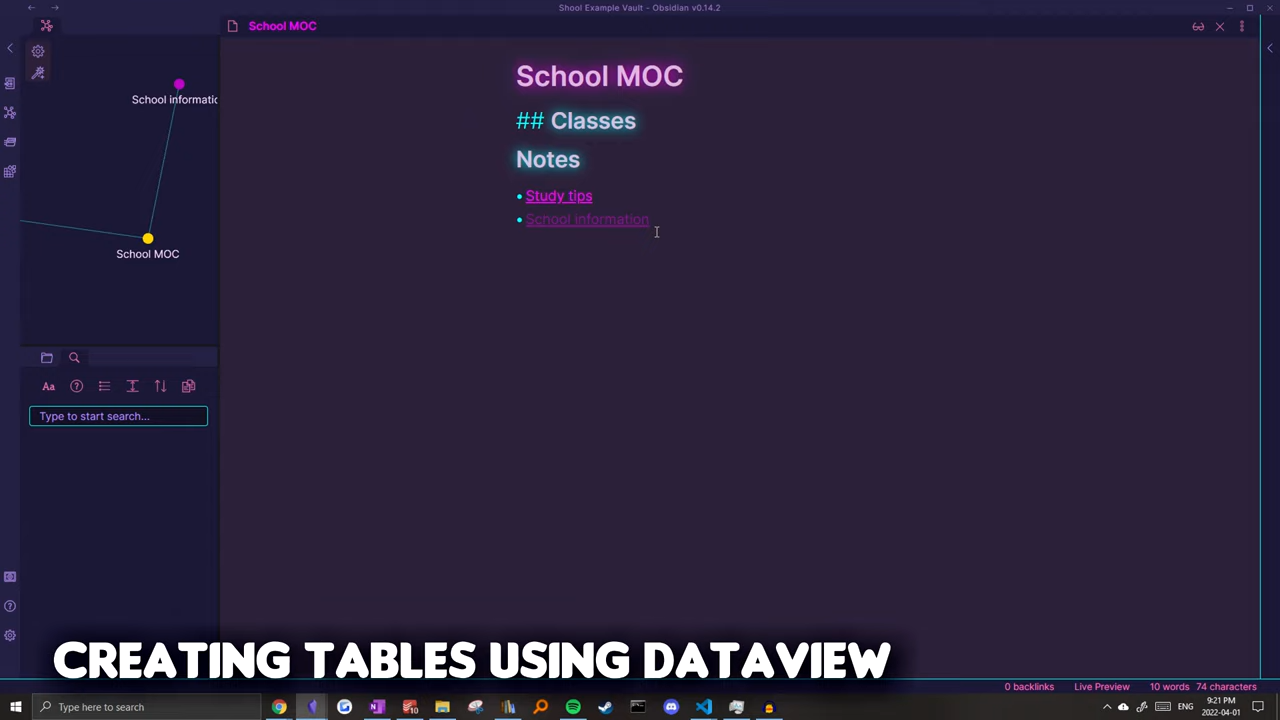 Shool Example Vault - Obsidian v0.14.2
School MOC
School informatic
School MOC
School MOC
## Classes
Notes
• Study tips
• School information
Aa
Type to start search...
CREATING TABLES USING DATAVIEW
0 backlinks
Live Preview
10 words
74 characters
Type here to search
10
ENG
9:21 PM
2022-04-01